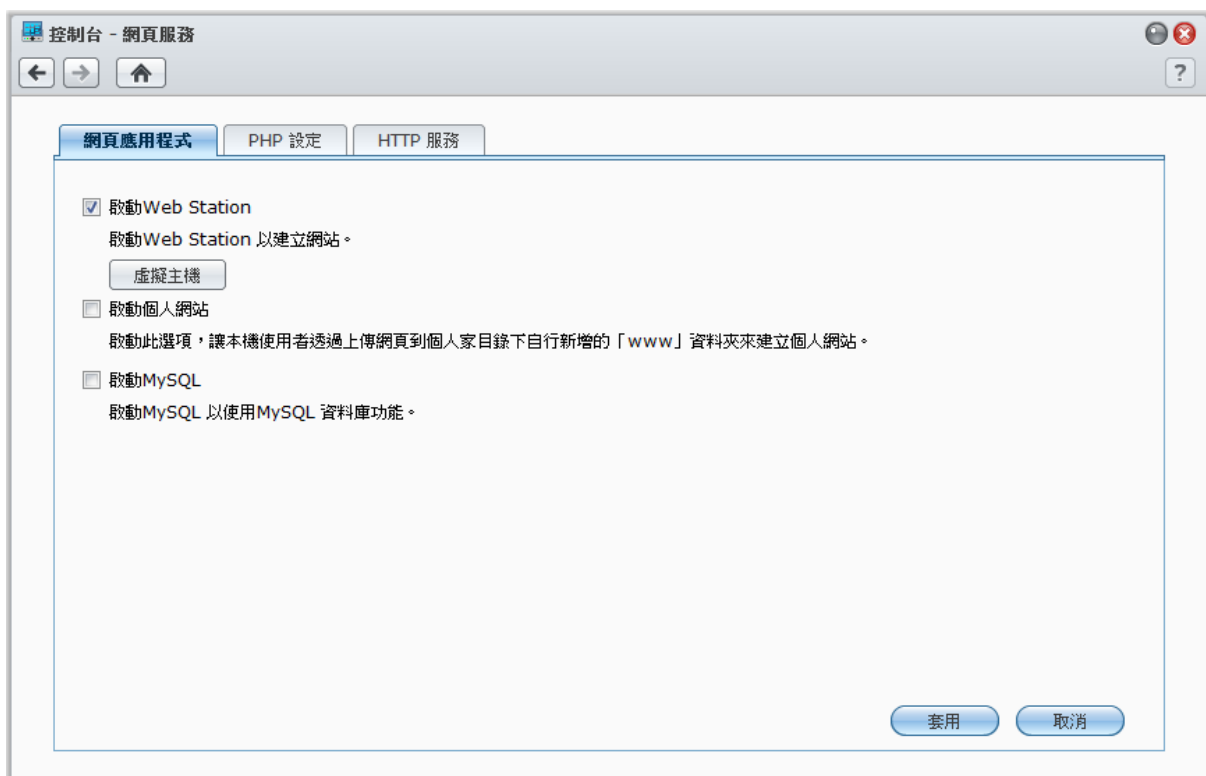 控制台 - 網頁服務
?
網頁應用程式 PHP 設定 HTTP 服務
啟動Web Station
啟動Web Station 以建立網站。
虛擬主機
啟動個人網站
啟動此選項，讓本機使用者透過上傳網頁到個人家目錄下自行新增的「www」資料夾來建立個人網站。
啟動MySQL
啟動MySQL 以使用MySQL 資料庫功能。
套用 取消